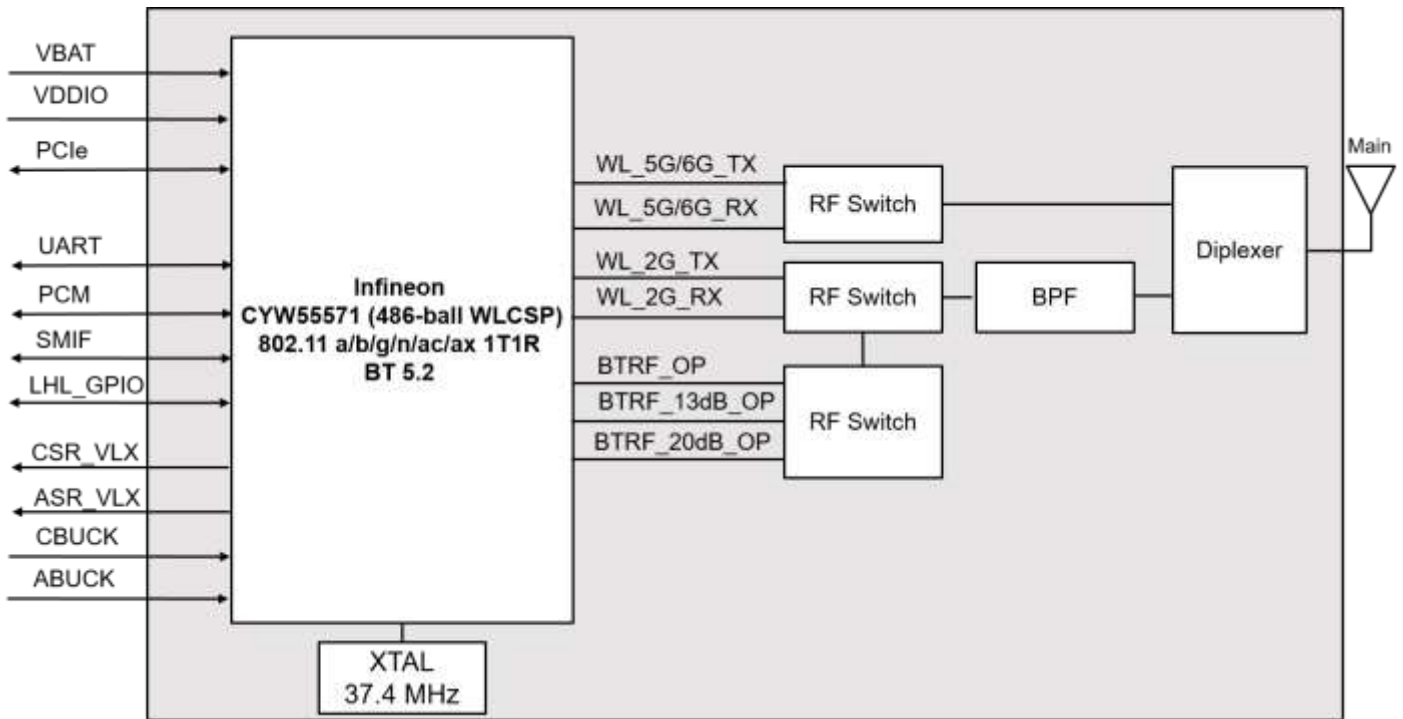 VBAT
VDDIO
PCIe
UART
PCM
SMIF
LHL_GPIO
CSR_VLX
ASR_VLX
CBUCK
ABUCK
Infineon
CYW55571 (486-ball WLCSP)
802.11 a/b/g/n/ac/ax 1T1R
BT 5.2
XTAL
37.4 MHz
WL_5G/6G_TX
WL_5G/6G_RX
WL_2G_TX
WL_2G_RX
BTRF_OP
BTRF_13dB_OP
BTRF_20dB_OP
RF Switch
RF Switch
RF Switch
BPF
Diplexer
Main